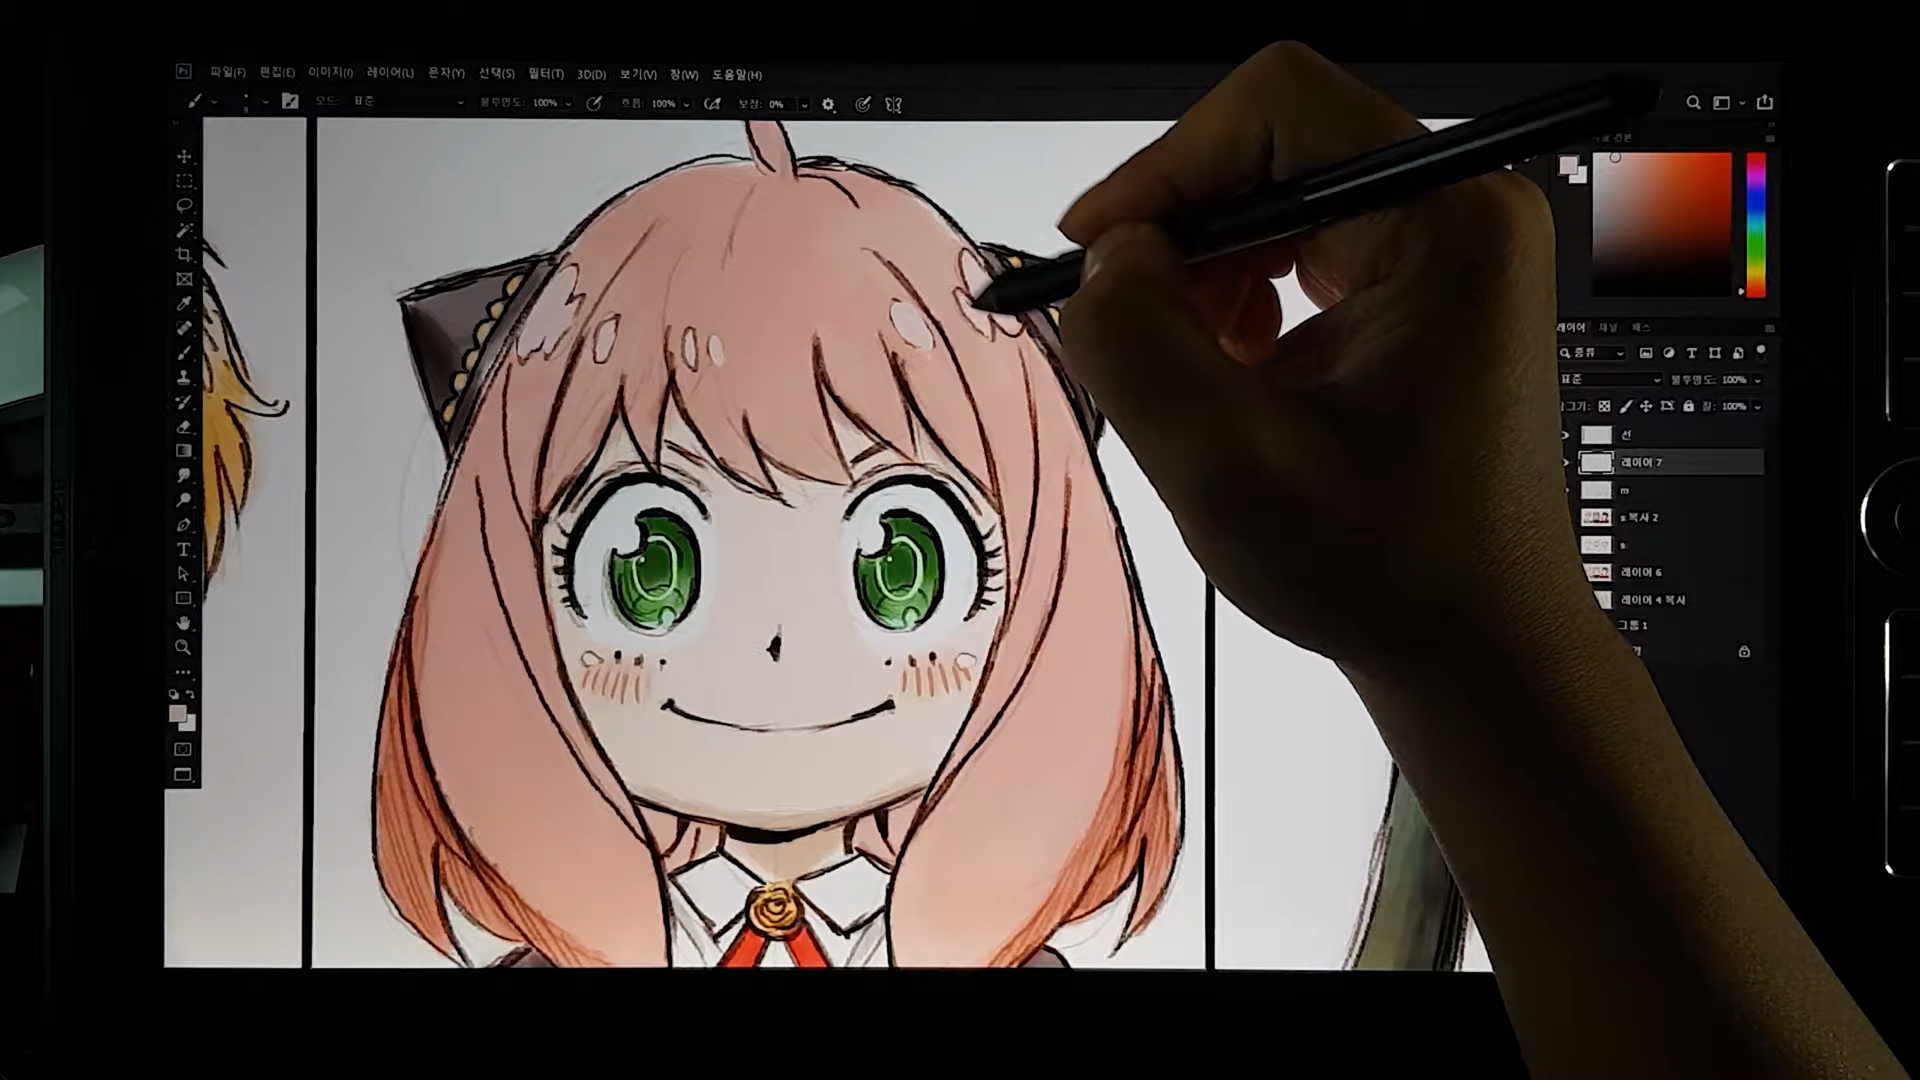 Ps 파일(F) 편집(E) 이미지(I) 레이어(L) 문자(Y) 선택(S) 필터(T) 3D(D) 보기(V) 창(W) 도움말(H)
모드: 표준 불투명도: 100% 흐름: 100% 보정: 0%
레이어 채널 패스
종류
표준 불투명도: 100%
칠: 100%
선
레이어 7
m
s 복사 2
s
레이어 6
레이어 4 복사
그룹 1